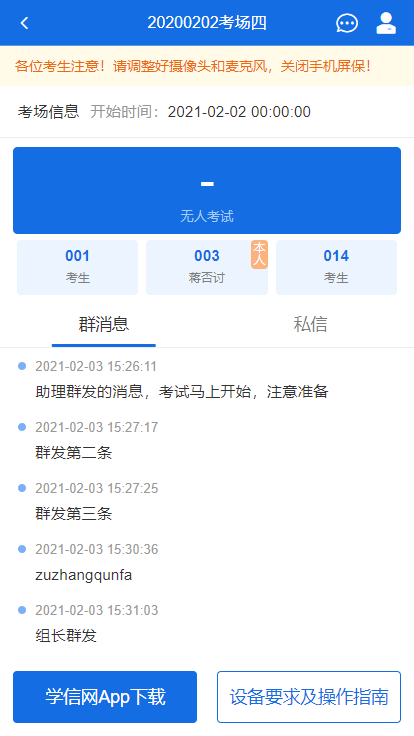 20200202考场四
各位考生注意！请调整好摄像头和麦克风，关闭手机屏保！
考场信息 开始时间：2021-02-02 00:00:00
-
无人考试
001 003 本人 014
考生 蒋否讨 考生
群消息 私信
2021-02-03 15:26:11
助理群发的消息，考试马上开始，注意准备
2021-02-03 15:27:17
群发第二条
2021-02-03 15:27:25
群发第三条
2021-02-03 15:30:36
zuzhangqunfa
2021-02-03 15:31:03
组长群发
学信网App下载 设备要求及操作指南